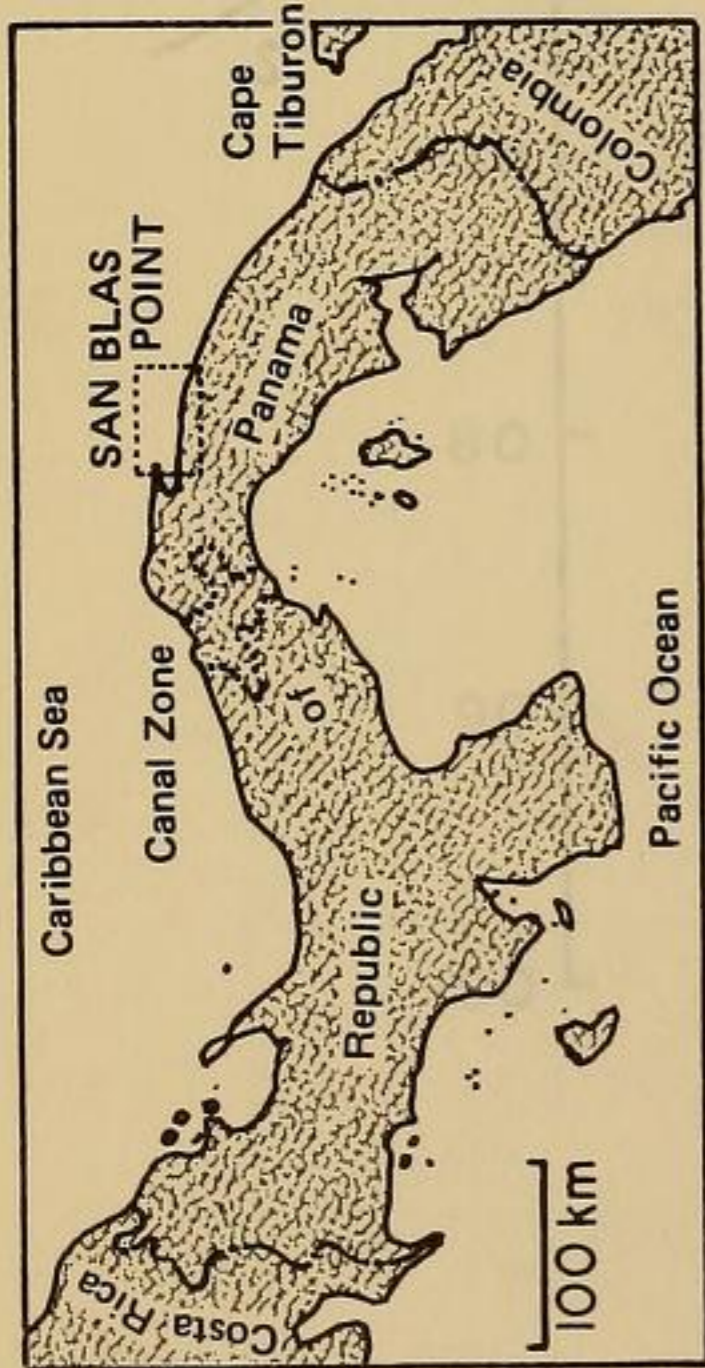 Caribbean Sea
Canal Zone
SAN BLAS
POINT
Cape
Tiburon
Costa Rica
Republic
of
Panama
Colombia
Pacific Ocean
100 km